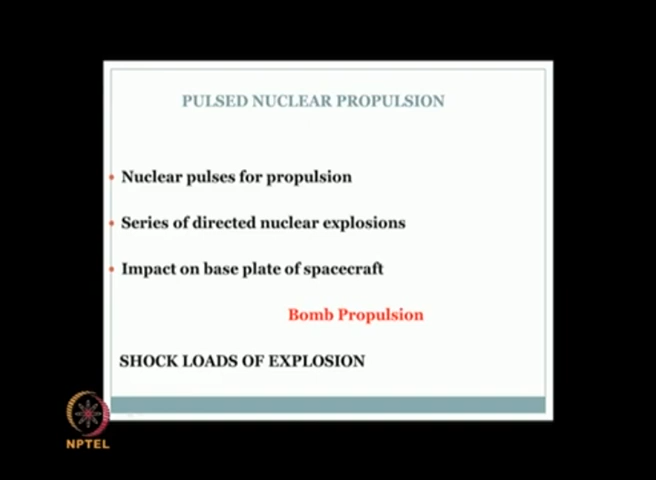 PULSED NUCLEAR PROPULSION
Nuclear pulses for propulsion
Series of directed nuclear explosions
Impact on base plate of spacecraft
Bomb Propulsion
SHOCK LOADS OF EXPLOSION
NPTEL